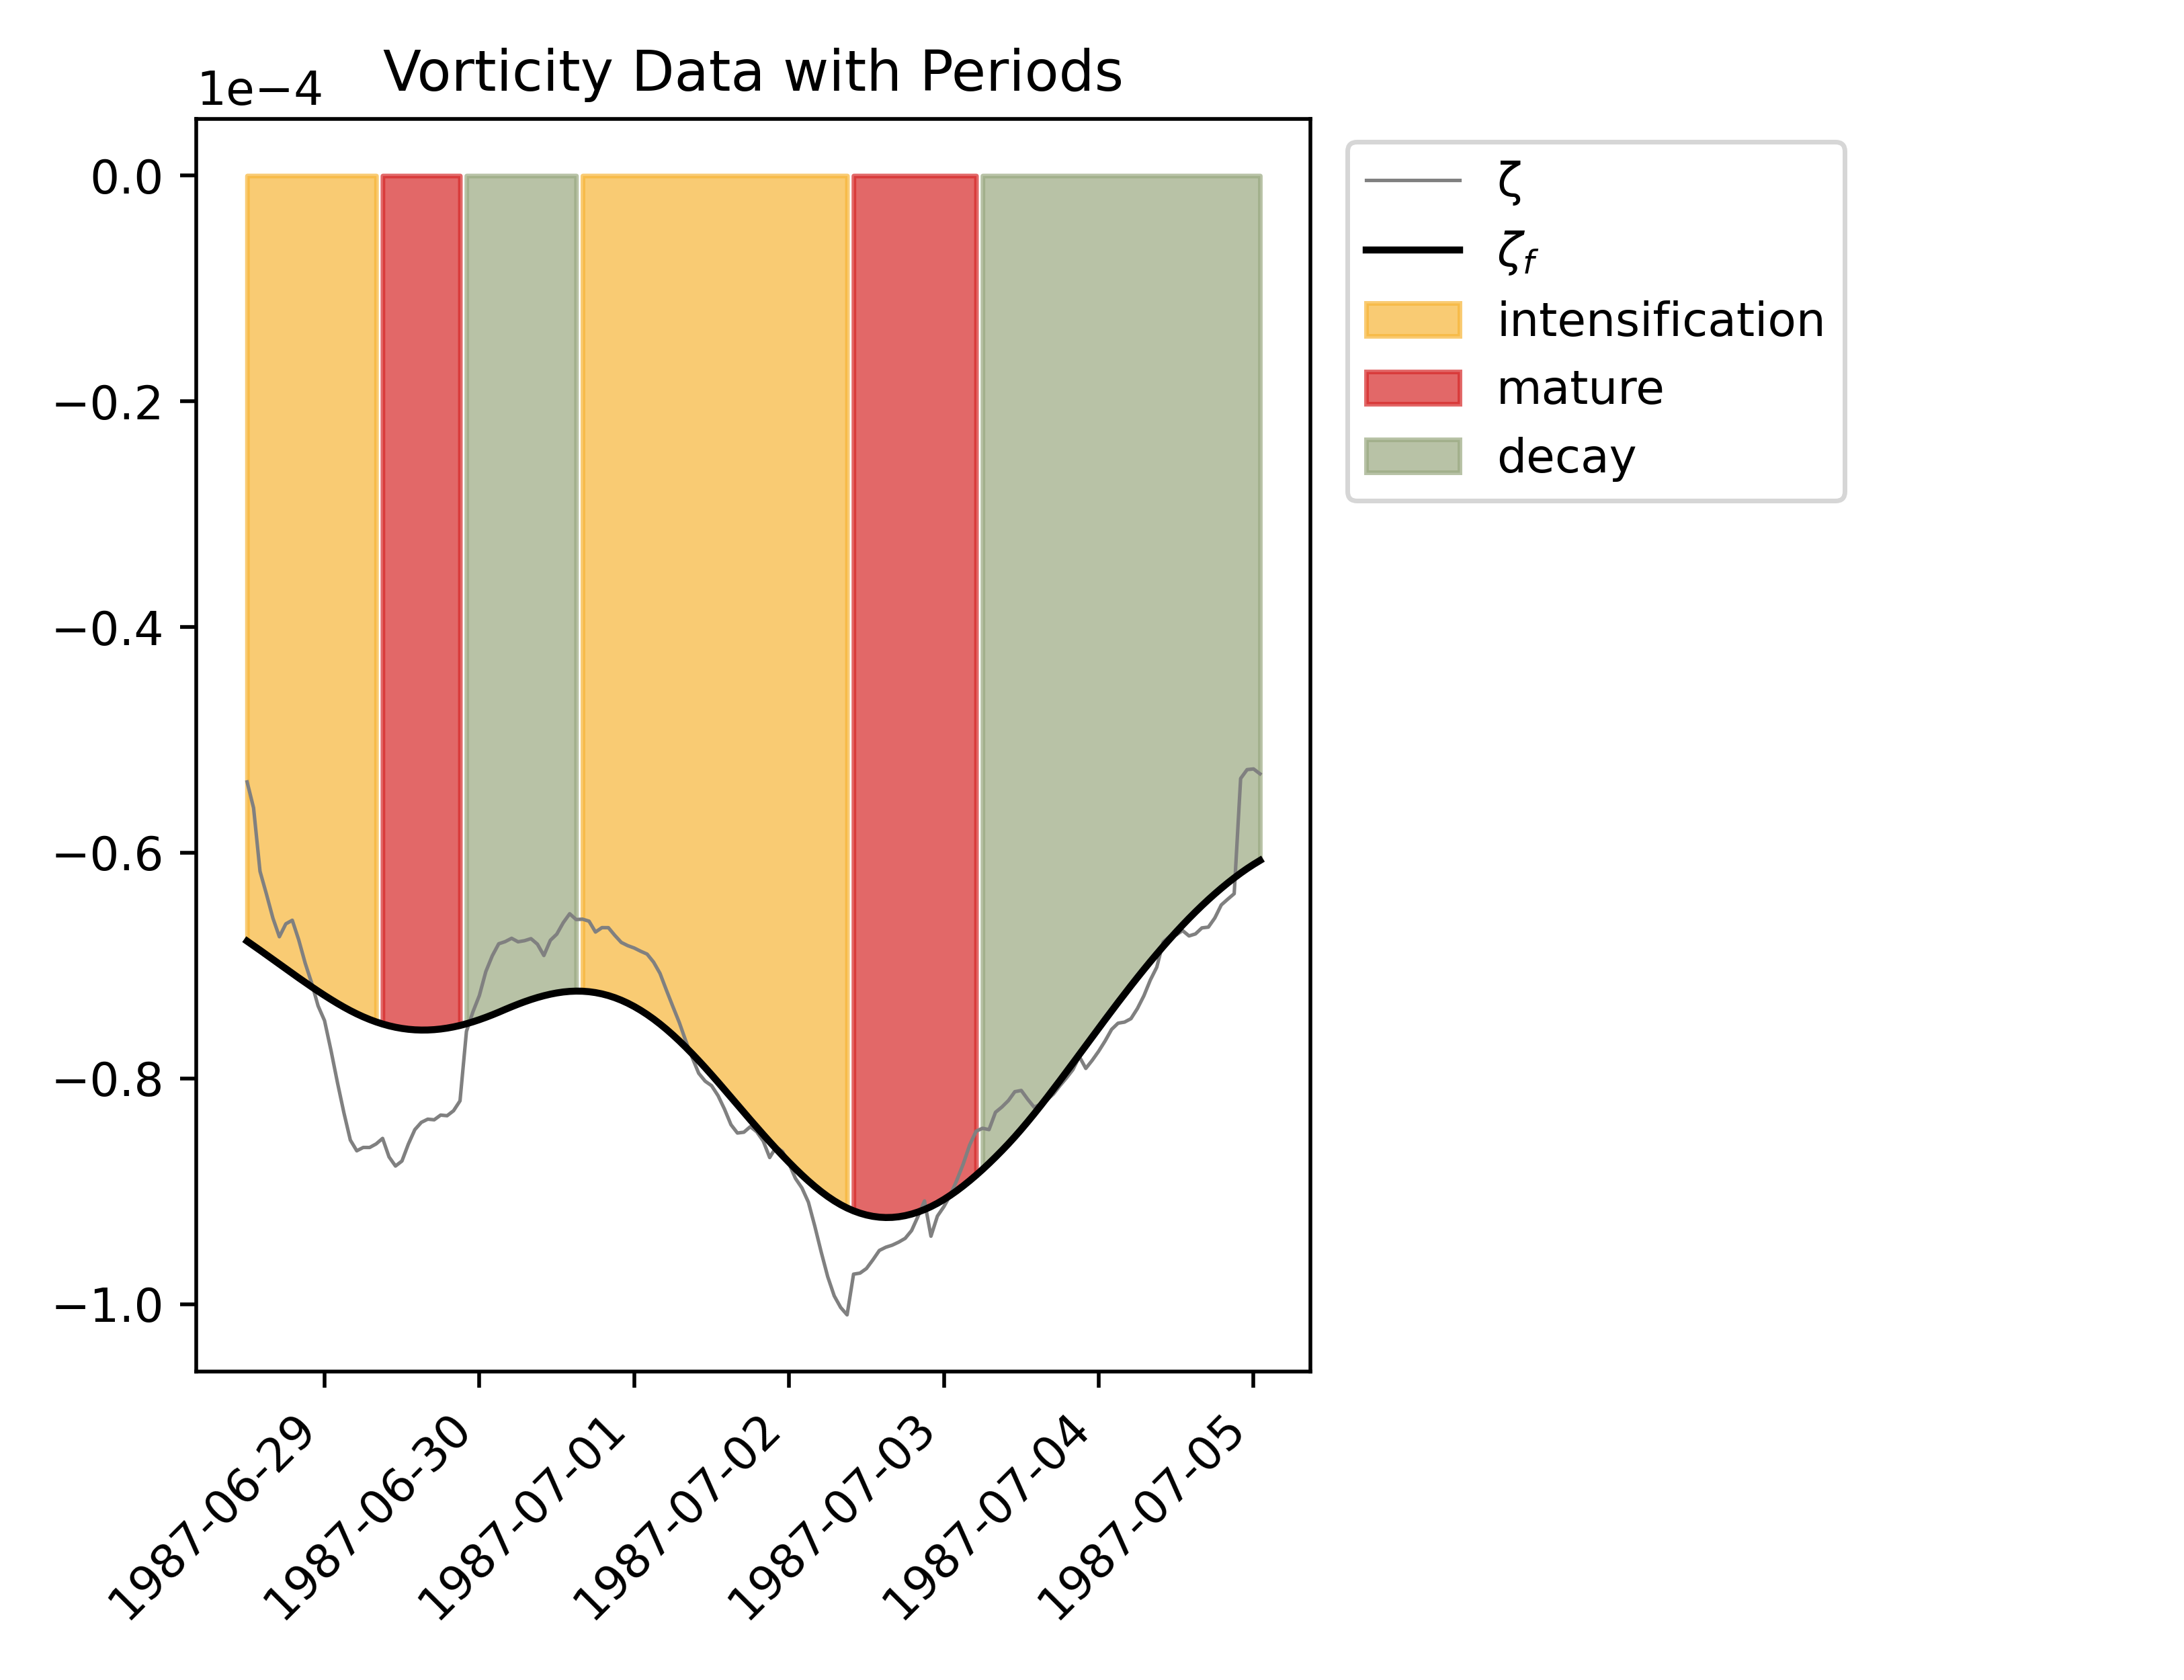 Vorticity Data with Periods
1e−4
0.0
−0.2
−0.4
−0.6
−0.8
−1.0
1987-06-29
1987-06-30
1987-07-01
1987-07-02
1987-07-03
1987-07-04
1987-07-05
ζ
ζf
intensification
mature
decay